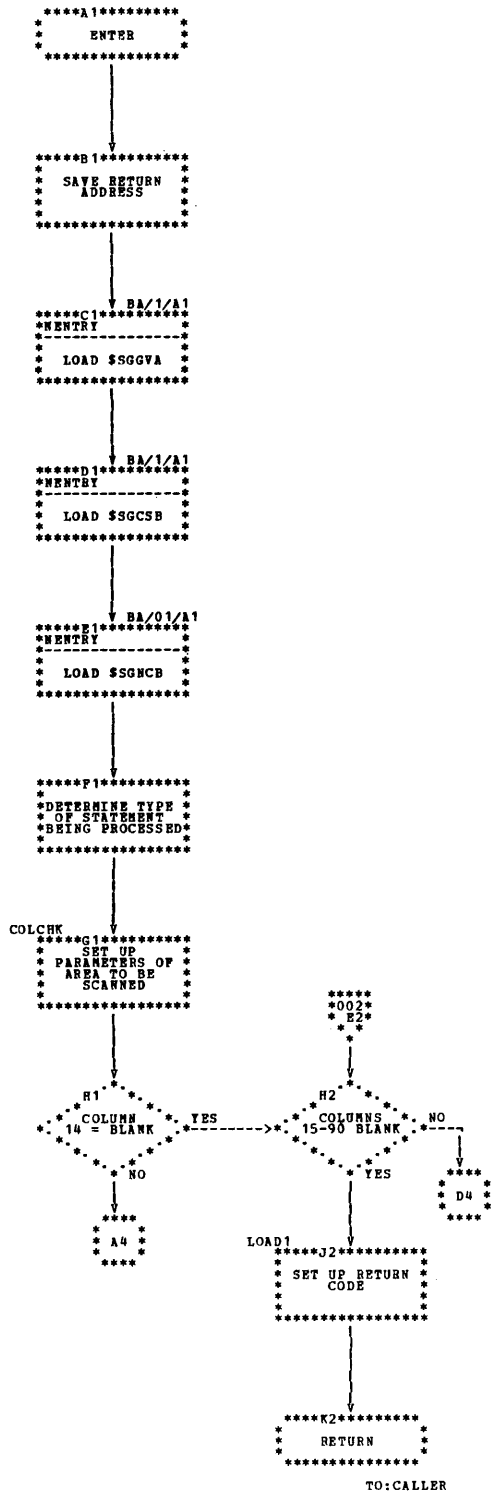 A1
ENTER
B1
SAVE RETURN
ADDRESS
BA/1/A1
C1
NENTRY
LOAD $SGGVA
BA/1/A1
D1
NENTRY
LOAD $SGCSB
BA/01/A1
E1
NENTRY
LOAD $SGNCB
F1
DETERMINE TYPE
OF STATEMENT
BEING PROCESSED
COLCHK
G1
SET UP
PARAMETERS OF
AREA TO BE
SCANNED
H1
COLUMN
14 = BLANK
YES
NO
A4
002
E2
H2
COLUMNS
15-90 BLANK
NO
YES
D4
LOAD1
J2
SET UP RETURN
CODE
K2
RETURN
TO:CALLER